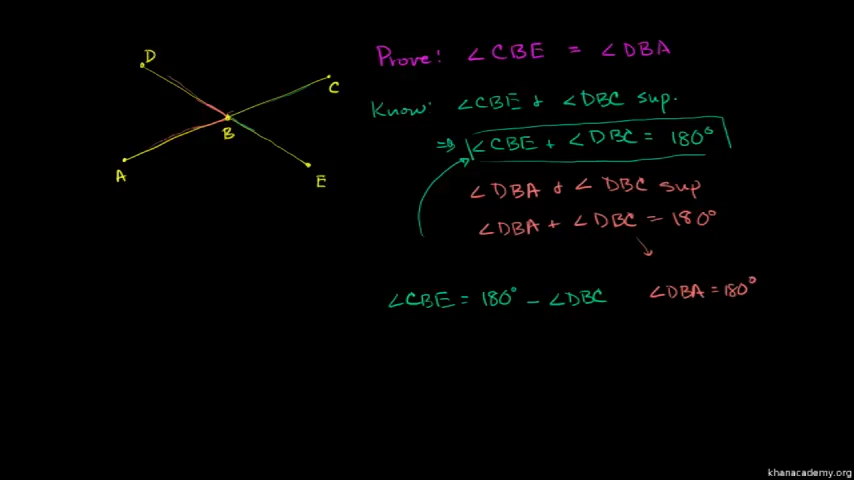 Prove: ∠CBE = ∠DBA
D
C
Know: ∠CBE & ∠DBC sup.
B
⇒ ∠CBE + ∠DBC = 180°
A
E
∠DBA & ∠DBC sup
∠DBA + ∠DBC = 180°
∠CBE = 180° - ∠DBC
∠DBA = 180°
khanacademy.org